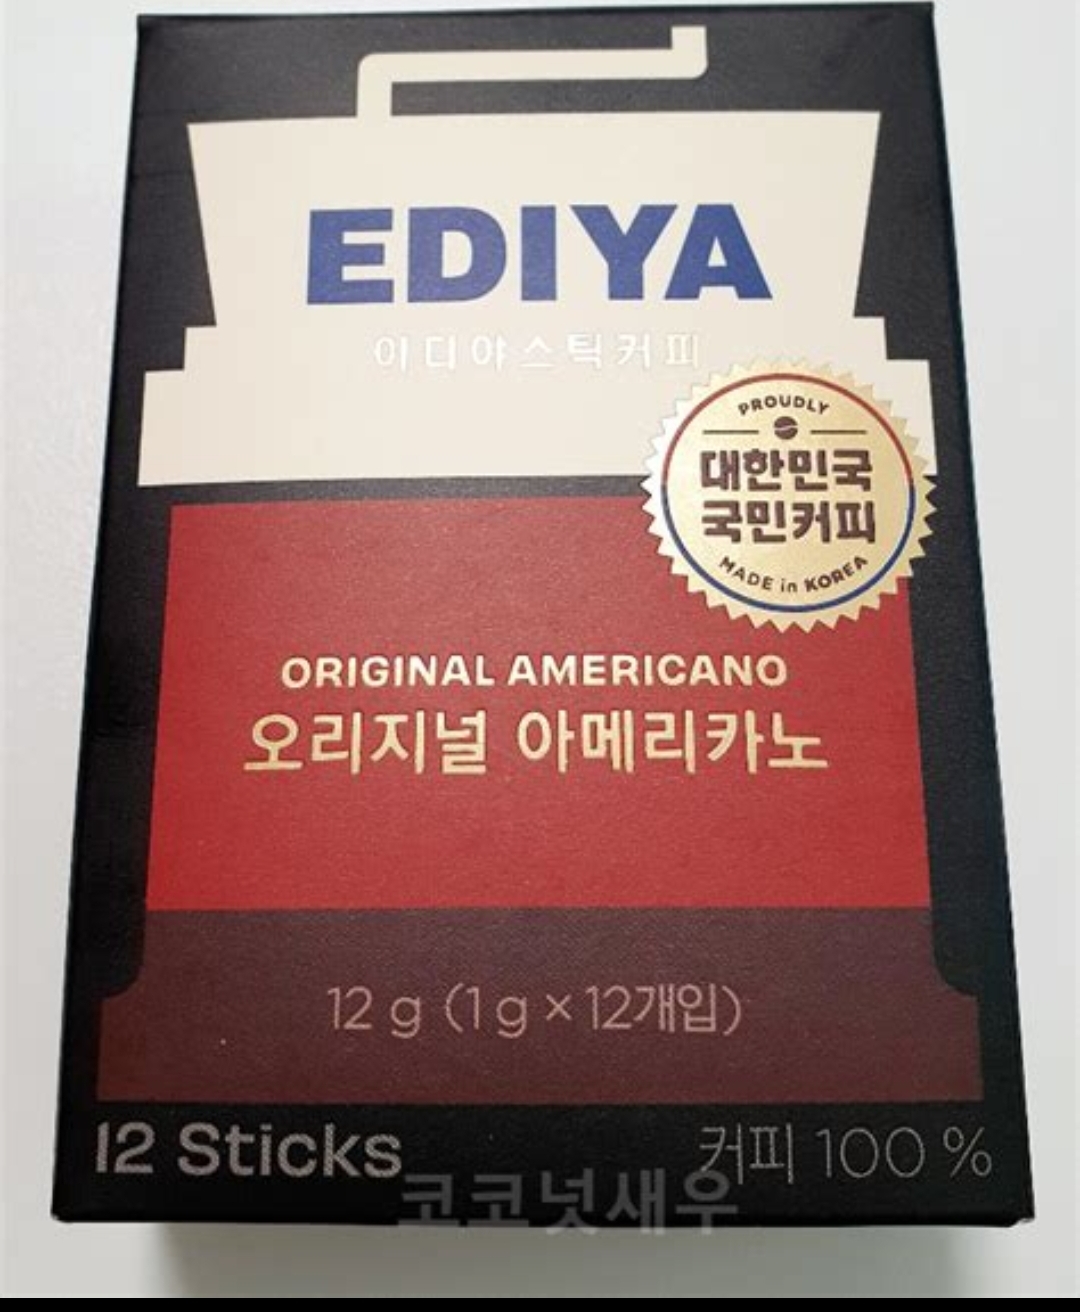 EDIYA
이디야스틱커피
PROUDLY
대한민국
국민커피
MADE in KOREA
ORIGINAL AMERICANO
오리지널 아메리카노
12 g (1 g × 12개입)
12 Sticks
커피 100 %
코코넛새우